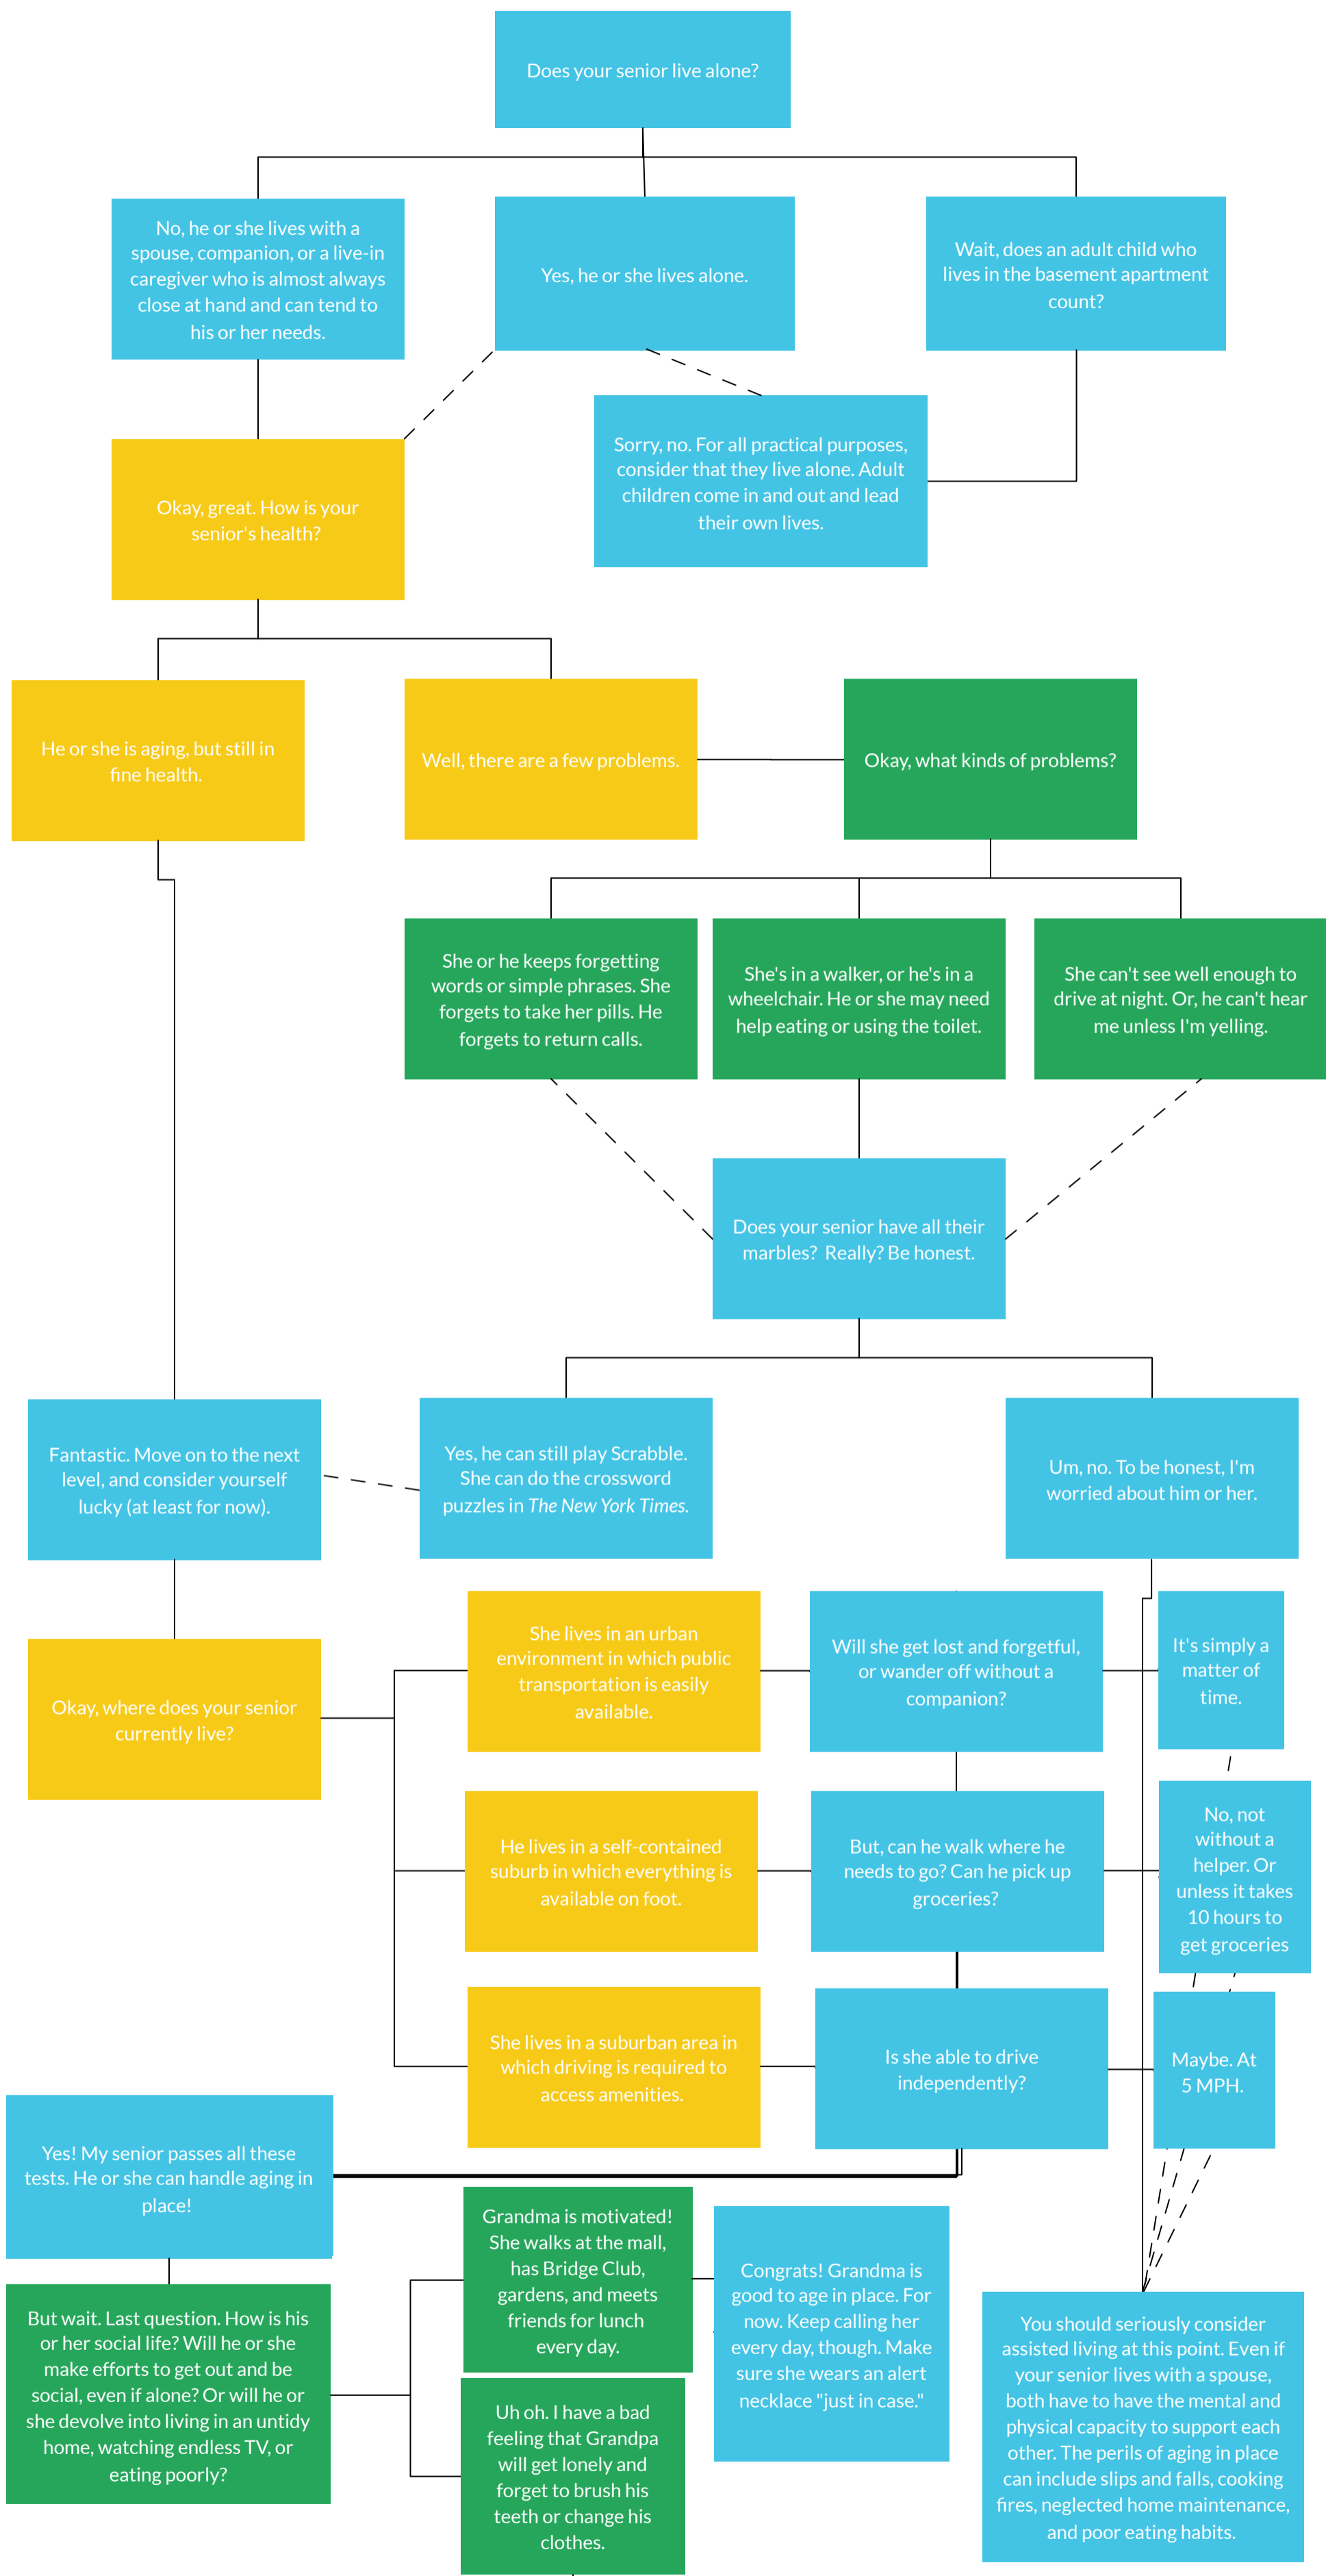 Does your senior live alone?
No, he or she lives with a
spouse, companion, or a live-in
caregiver who is almost always
close at hand and can tend to
his or her needs.
Yes, he or she lives alone.
Wait, does an adult child who
lives in the basement apartment
count?
Sorry, no. For all practical purposes,
consider that they live alone. Adult
children come in and out and lead
their own lives.
Okay, great. How is your
senior's health?
He or she is aging, but still in
fine health.
Well, there are a few problems.
Okay, what kinds of problems?
She or he keeps forgetting
words or simple phrases. She
forgets to take her pills. He
forgets to return calls.
She's in a walker, or he's in a
wheelchair. He or she may need
help eating or using the toilet.
She can't see well enough to
drive at night. Or, he can't hear
me unless I'm yelling.
Does your senior have all their
marbles? Really? Be honest.
Fantastic. Move on to the next
level, and consider yourself
lucky (at least for now).
Yes, he can still play Scrabble.
She can do the crossword
puzzles in The New York Times.
Um, no. To be honest, I'm
worried about him or her.
Okay, where does your senior
currently live?
She lives in an urban
environment in which public
transportation is easily
available.
Will she get lost and forgetful,
or wander off without a
companion?
It's simply a
matter of
time.
He lives in a self-contained
suburb in which everything is
available on foot.
But, can he walk where he
needs to go? Can he pick up
groceries?
No, not
without a
helper. Or
unless it takes
10 hours to
get groceries
She lives in a suburban area in
which driving is required to
access amenities.
Is she able to drive
independently?
Maybe. At
5 MPH.
Yes! My senior passes all these
tests. He or she can handle aging in
place!
But wait. Last question. How is his
or her social life? Will he or she
make efforts to get out and be
social, even if alone? Or will he or
she devolve into living in an untidy
home, watching endless TV, or
eating poorly?
Grandma is motivated!
She walks at the mall,
has Bridge Club,
gardens, and meets
friends for lunch
every day.
Congrats! Grandma is
good to age in place. For
now. Keep calling her
every day, though. Make
sure she wears an alert
necklace "just in case."
Uh oh. I have a bad
feeling that Grandpa
will get lonely and
forget to brush his
teeth or change his
clothes.
You should seriously consider
assisted living at this point. Even if
your senior lives with a spouse,
both have to have the mental and
physical capacity to support each
other. The perils of aging in place
can include slips and falls, cooking
fires, neglected home maintenance,
and poor eating habits.